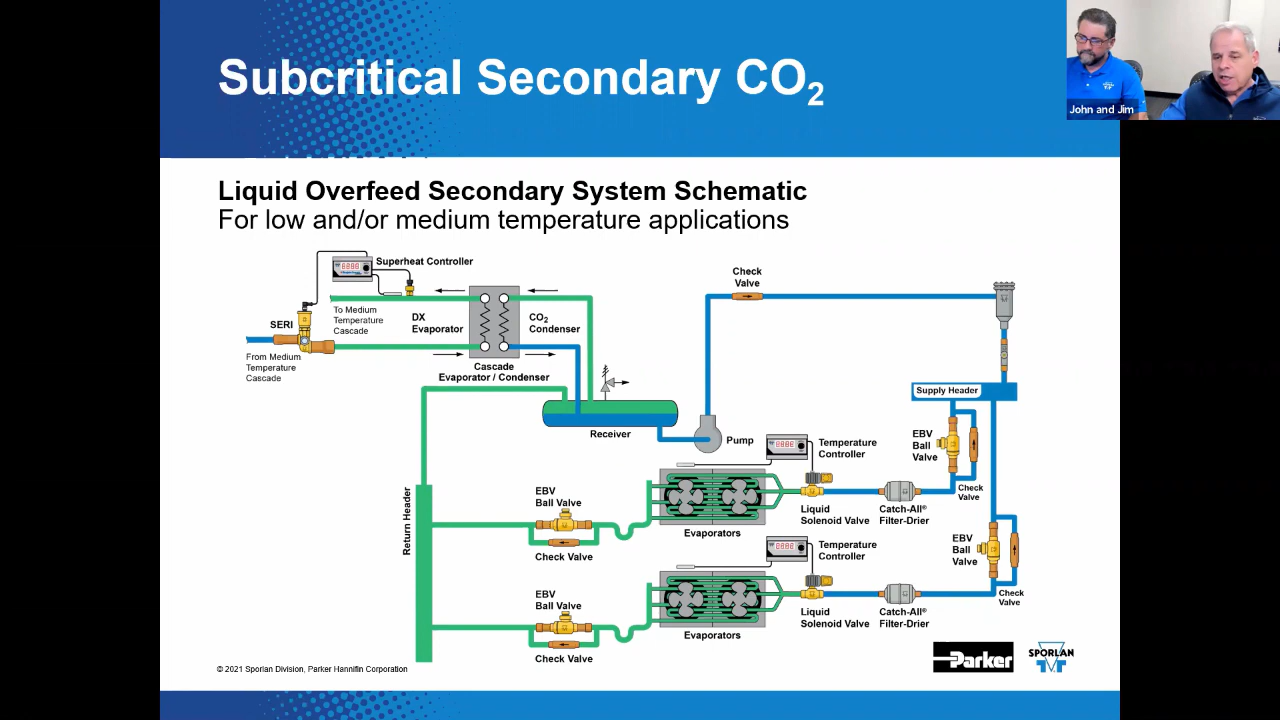 Subcritical Secondary CO₂
John and Jim
Liquid Overfeed Secondary System Schematic
For low and/or medium temperature applications
Superheat Controller
SERI
To Medium
Temperature
Cascade
DX
Evaporator
CO₂
Condenser
From Medium
Temperature
Cascade
Cascade
Evaporator / Condenser
Receiver
Check
Valve
Pump
Supply Header
EBV
Ball
Valve
Check
Valve
Temperature
Controller
Liquid
Solenoid Valve
Catch-All®
Filter-Drier
Evaporators
EBV
Ball Valve
Check Valve
Return Header
EBV
Ball
Valve
Check
Valve
Temperature
Controller
Liquid
Solenoid Valve
Catch-All®
Filter-Drier
Evaporators
EBV
Ball Valve
Check Valve
© 2021 Sporlan Division, Parker Hannifin Corporation
Parker
SPORLAN